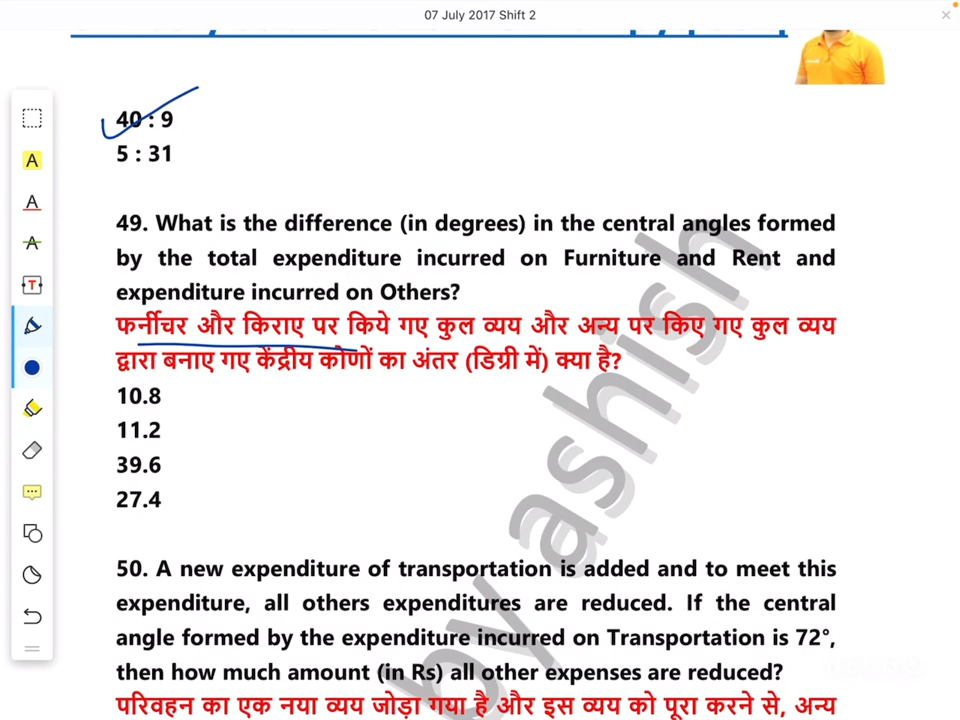 07 July 2017 Shift 2
40 : 9
5 : 31
49. What is the difference (in degrees) in the central angles formed
by the total expenditure incurred on Furniture and Rent and
expenditure incurred on Others?
फर्नीचर और किराए पर किये गए कुल व्यय और अन्य पर किए गए कुल व्यय
द्वारा बनाए गए केंद्रीय कोणों का अंतर (डिग्री में) क्या है?
10.8
11.2
39.6
27.4
50. A new expenditure of transportation is added and to meet this
expenditure, all others expenditures are reduced. If the central
angle formed by the expenditure incurred on Transportation is 72°,
then how much amount (in Rs) all other expenses are reduced?
परिवहन का एक नया व्यय जोड़ा गया है और इस व्यय को पूरा करने से, अन्य
by ashish